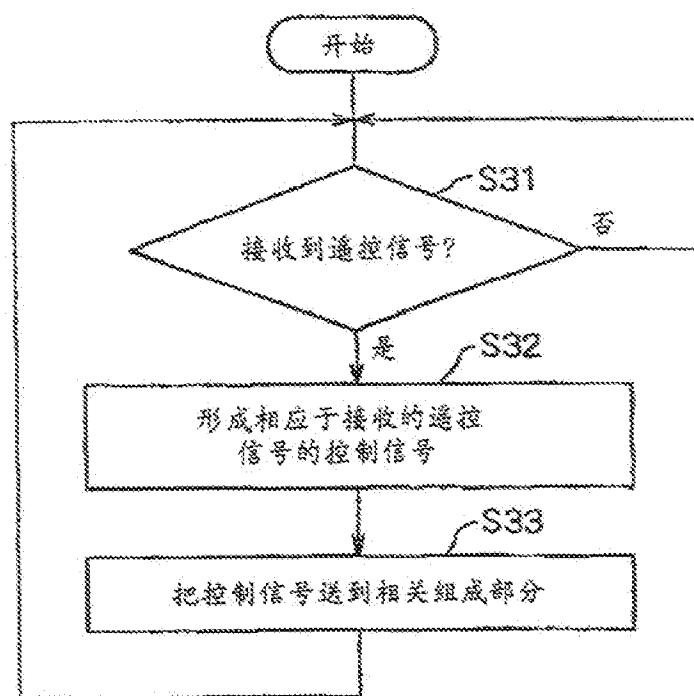 开始
S31
接收到遥控信号?
否
是
S32
形成相应于接收的遥控
信号的控制信号
S33
把控制信号送到相关组成部分